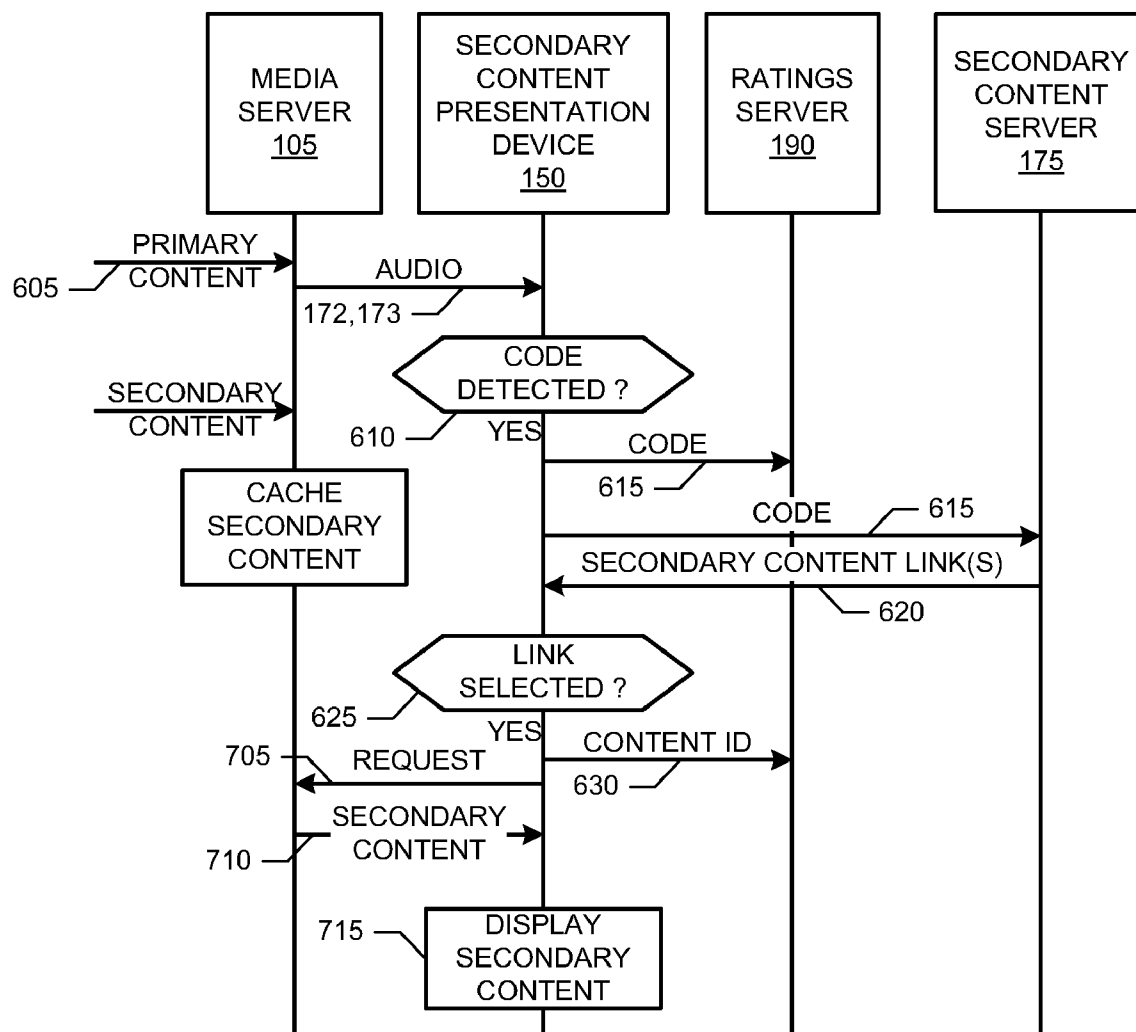 MEDIA
SERVER
105
SECONDARY
CONTENT
PRESENTATION
DEVICE
150
RATINGS
SERVER
190
SECONDARY
CONTENT
SERVER
175
PRIMARY
CONTENT
605
AUDIO
172,173
CODE
DETECTED ?
610
YES
SECONDARY
CONTENT
CODE
615
CACHE
SECONDARY
CONTENT
CODE
615
SECONDARY CONTENT LINK(S)
620
LINK
SELECTED ?
625
YES
CONTENT ID
630
705
REQUEST
SECONDARY
CONTENT
710
DISPLAY
SECONDARY
CONTENT
715